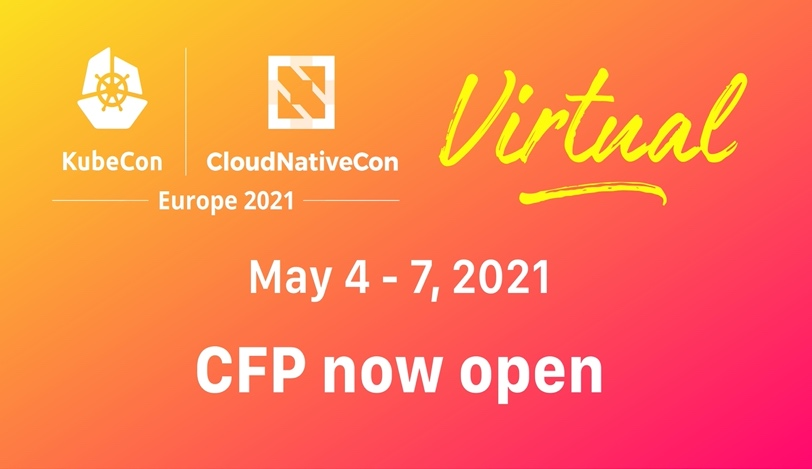 KubeCon
CloudNativeCon
Europe 2021
Virtual
May 4 - 7, 2021
CFP now open